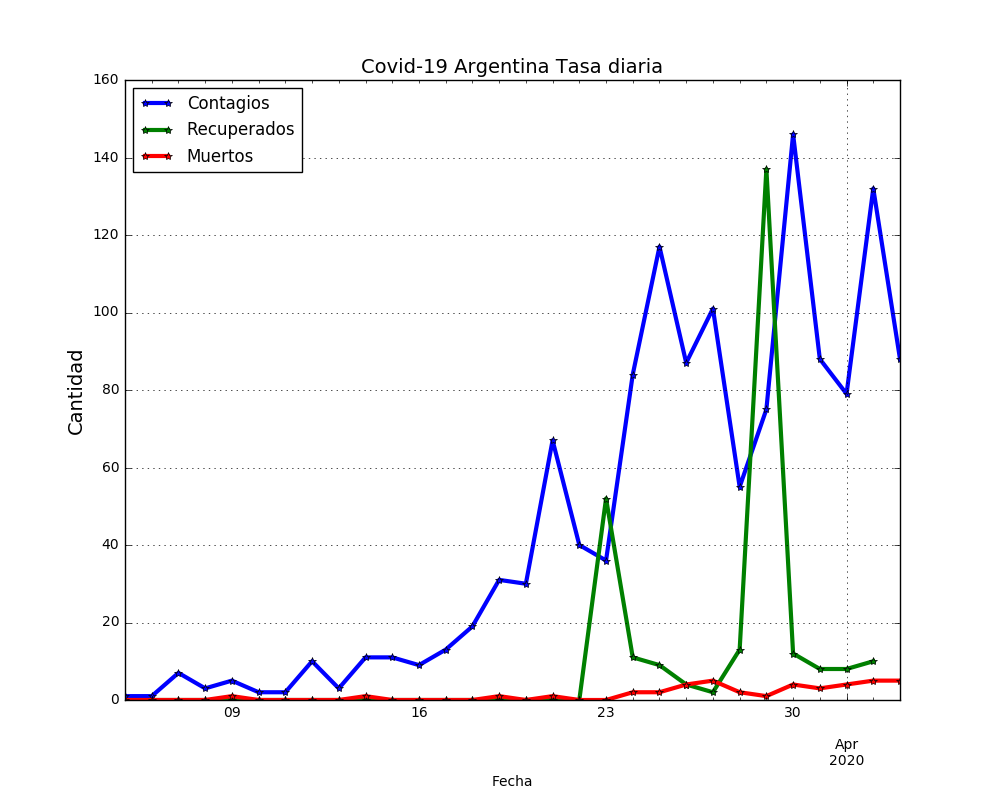 Covid-19 Argentina Tasa diaria
160
140
120
100
80
60
40
20
0
Cantidad
Contagios
Recuperados
Muertos
09
16
23
30
Apr
2020
Fecha